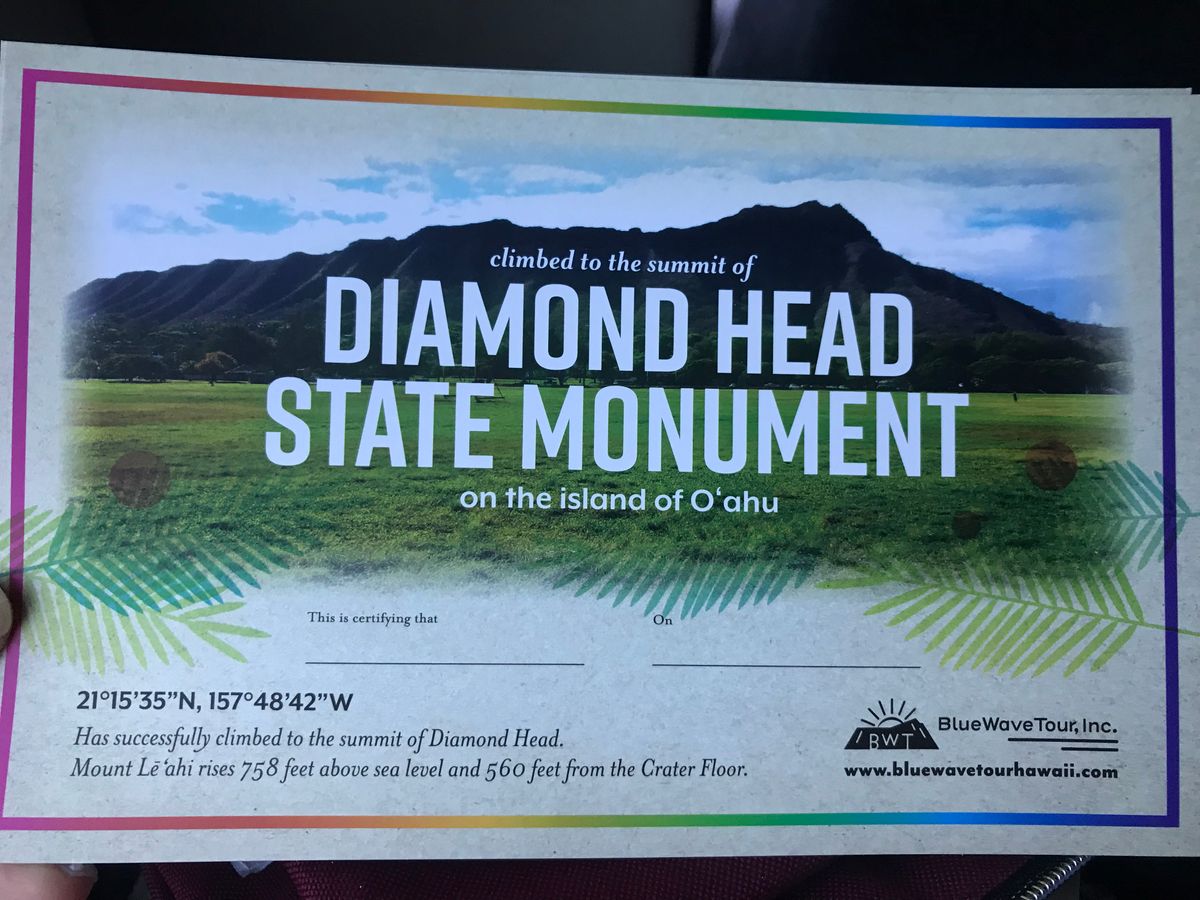 climbed to the summit of
DIAMOND HEAD
STATE MONUMENT
on the island of Oʻahu
This is certifying that
On
21°15’35”N, 157°48’42”W
Has successfully climbed to the summit of Diamond Head.
Mount Lēʻahi rises 758 feet above sea level and 560 feet from the Crater Floor.
BWT
BlueWaveTour, Inc.
www.bluewavetourhawaii.com